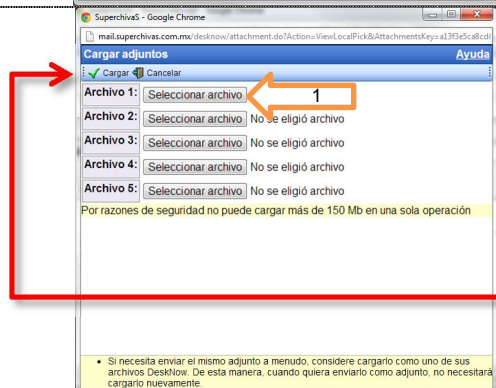 SuperchivaS - Google Chrome
mail.superchivas.com.mx/desknow/attachment.do?Action=ViewLocalPick&AttachmentsKey=a13f3e5ca8cd
Cargar adjuntos Ayuda
Cargar Cancelar
Archivo 1: Seleccionar archivo 1
Archivo 2: Seleccionar archivo No se eligió archivo
Archivo 3: Seleccionar archivo No se eligió archivo
Archivo 4: Seleccionar archivo No se eligió archivo
Archivo 5: Seleccionar archivo No se eligió archivo
Por razones de seguridad no puede cargar más de 150 Mb en una sola operación
• Si necesita enviar el mismo adjunto a menudo, considere cargarlo como uno de sus
archivos DeskNow. De esta manera, cuando quiera enviarlo como adjunto, no necesitará
cargarlo nuevamente.